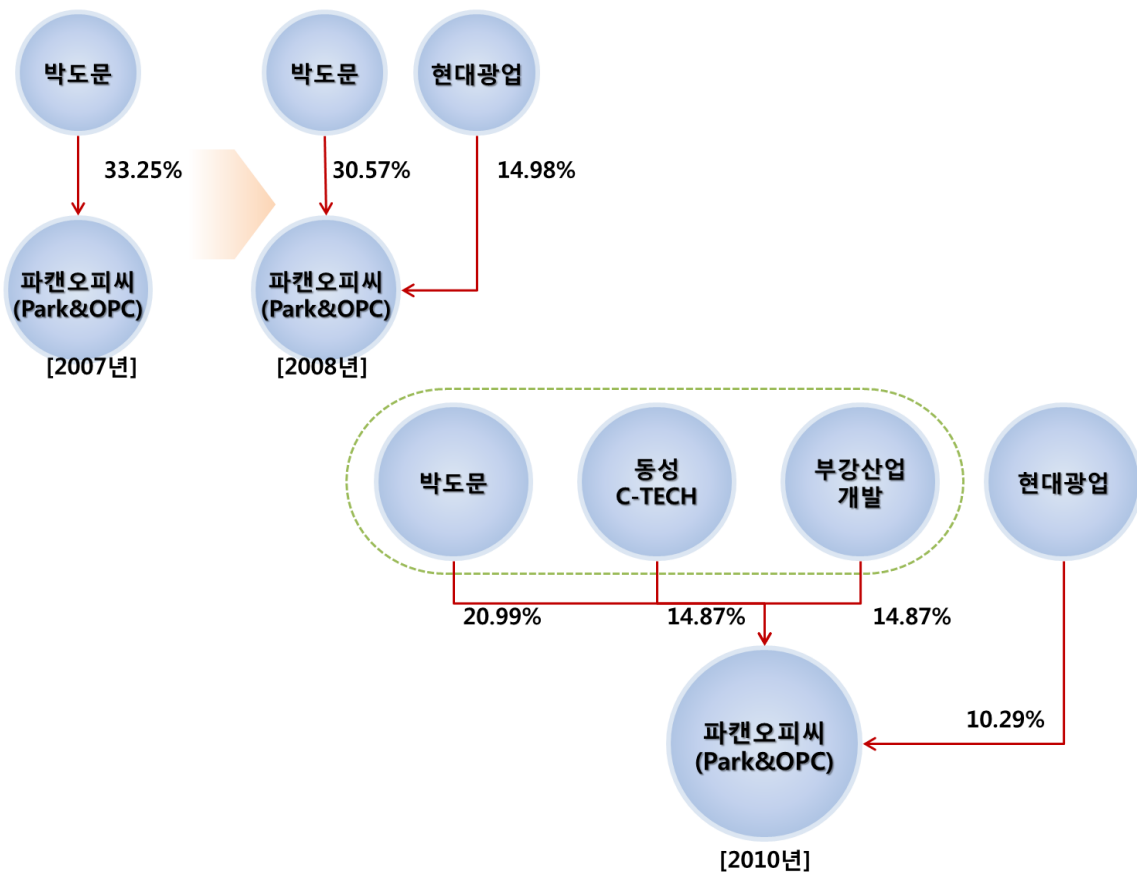 박도문
박도문
현대광업
33.25%
30.57%
14.98%
파캔오피씨
(Park&OPC)
파캔오피씨
(Park&OPC)
[2007년]
[2008년]
박도문
동성
C-TECH
부강산업
개발
현대광업
20.99%
14.87%
14.87%
10.29%
파캔오피씨
(Park&OPC)
[2010년]